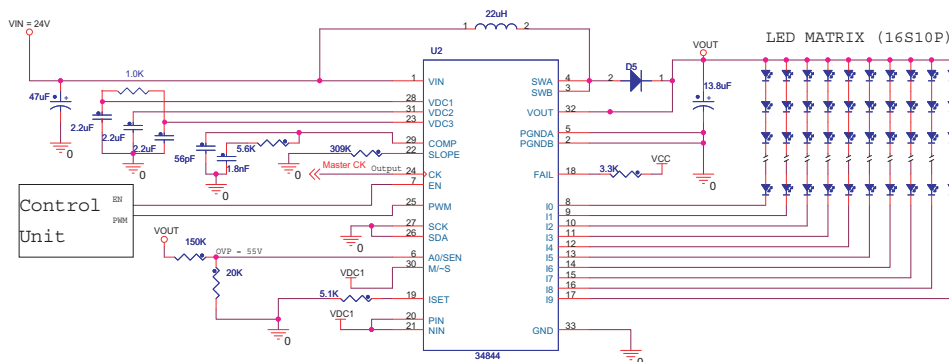 VIN = 24V
22uH
1
2
VOUT
LED MATRIX (16S10P)
U2
1.0K
D5
47uF
13.8uF
1
VIN
SWA
4
2
1
SWB
3
28
VDC1
31
VDC2
23
VDC3
VOUT
32
2.2uF
2.2uF
2.2uF
0
PGNDA
5
PGNDB
2
29
COMP
22
SLOPE
56pF
5.6K
1.8nF
309K
0
0
0
0
0
Master CK
Output
24
CK
7
EN
FAIL
18
3.3K
VCC
Control
Unit
EN
PWM
25
PWM
27
SCK
26
SDA
0
I0
8
I1
9
I2
10
I3
11
I4
12
I5
13
I6
14
I7
15
I8
16
I9
17
VOUT
150K
OVP = 55V
6
A0/SEN
30
M/~S
20K
VDC1
5.1K
19
ISET
VDC1
20
PIN
21
NIN
0
GND
33
0
34844